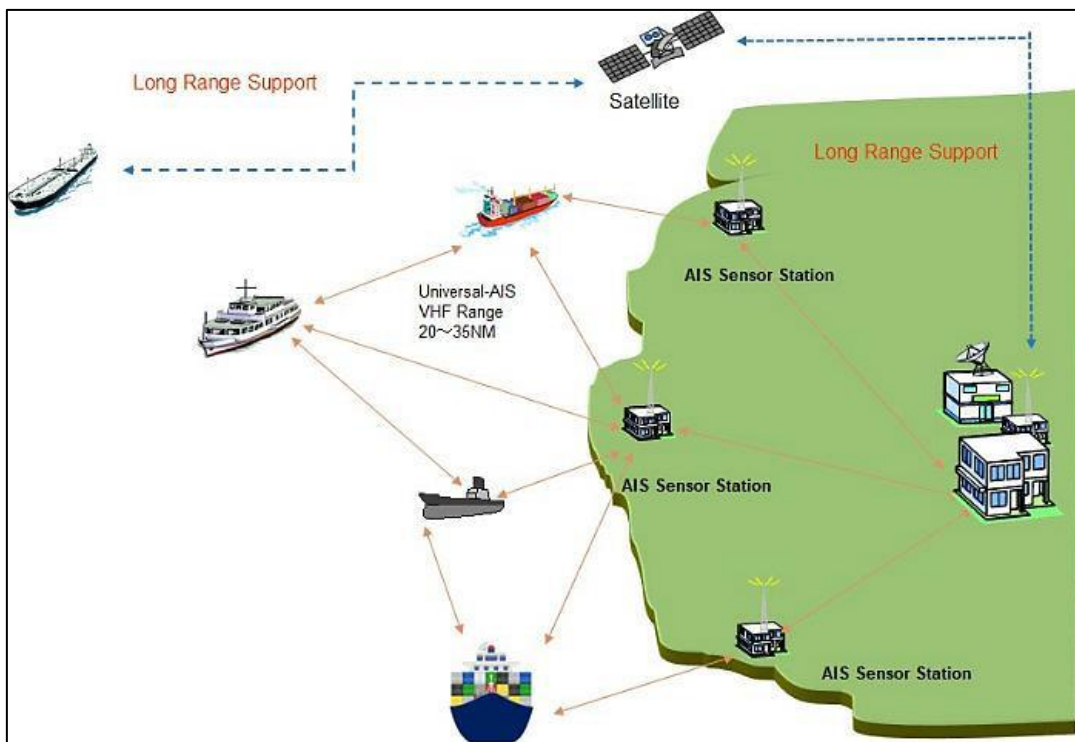 Long Range Support
Satellite
Long Range Support
AIS Sensor Station
Universal-AIS
VHF Range
20～35NM
AIS Sensor Station
AIS Sensor Station